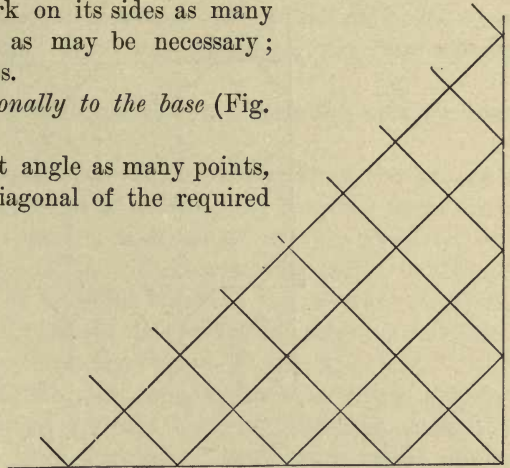 rk on its sides as many
as may be necessary ;
s.
onally to the base (Fig.
t angle as many points,
iagonal of the required